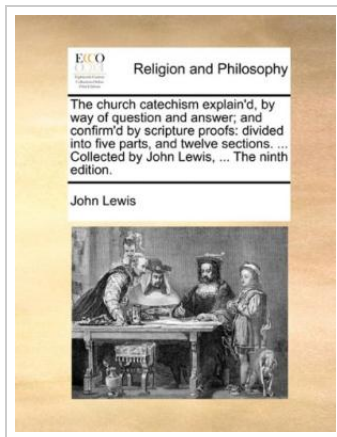 ECCO
Religion and Philosophy
The church catechism explain'd, by
way of question and answer; and
confirm'd by scripture proofs: divided
into five parts, and twelve sections. ...
Collected by John Lewis, ... The ninth
edition.
John Lewis